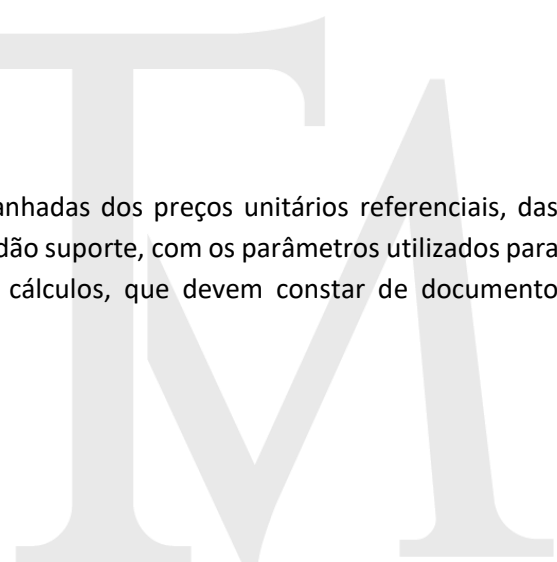 anhadas dos preços unitários referenciais, das
dão suporte, com os parâmetros utilizados para
cálculos, que devem constar de documento
TM